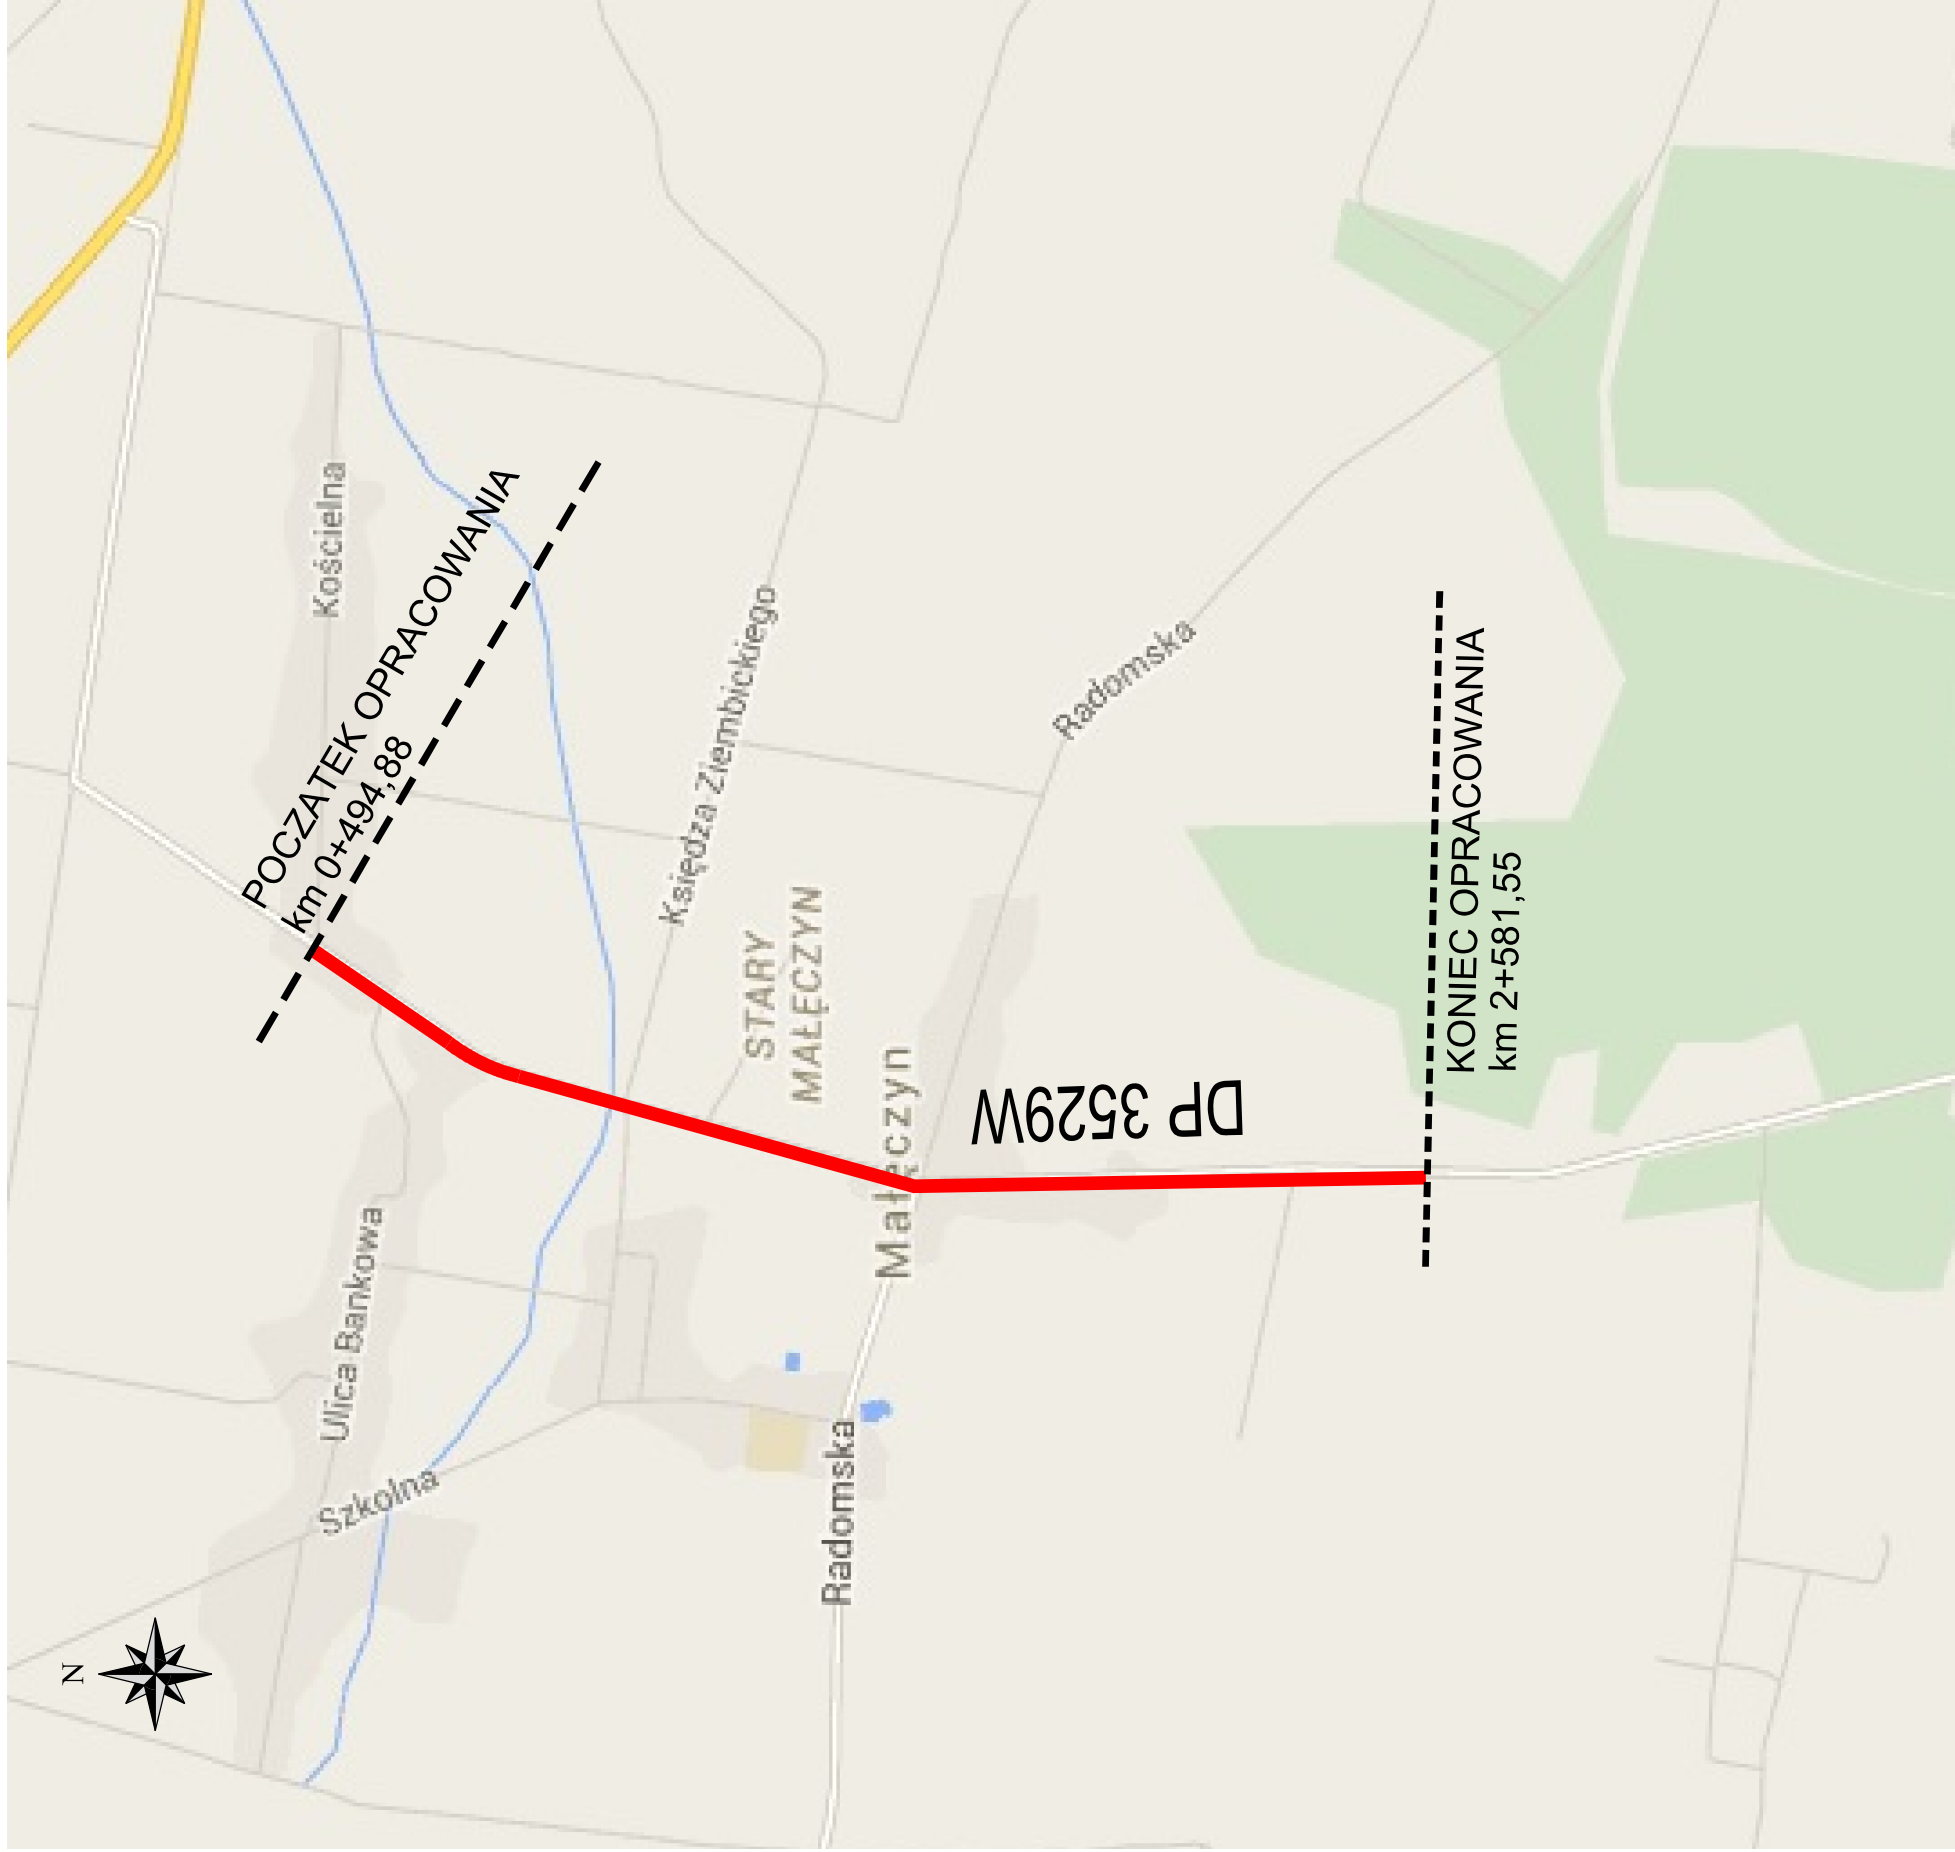 Kościelna
POCZATEK OPRACOWANIA
km 0+494,88
Księdza Ziembickiego
Radomska
STARY
MAŁĘCZYN
Małęczyn
DP 3529W
KONIEC OPRACOWANIA
km 2+581,55
Ulica Bankowa
Szkolna
Radomska
N